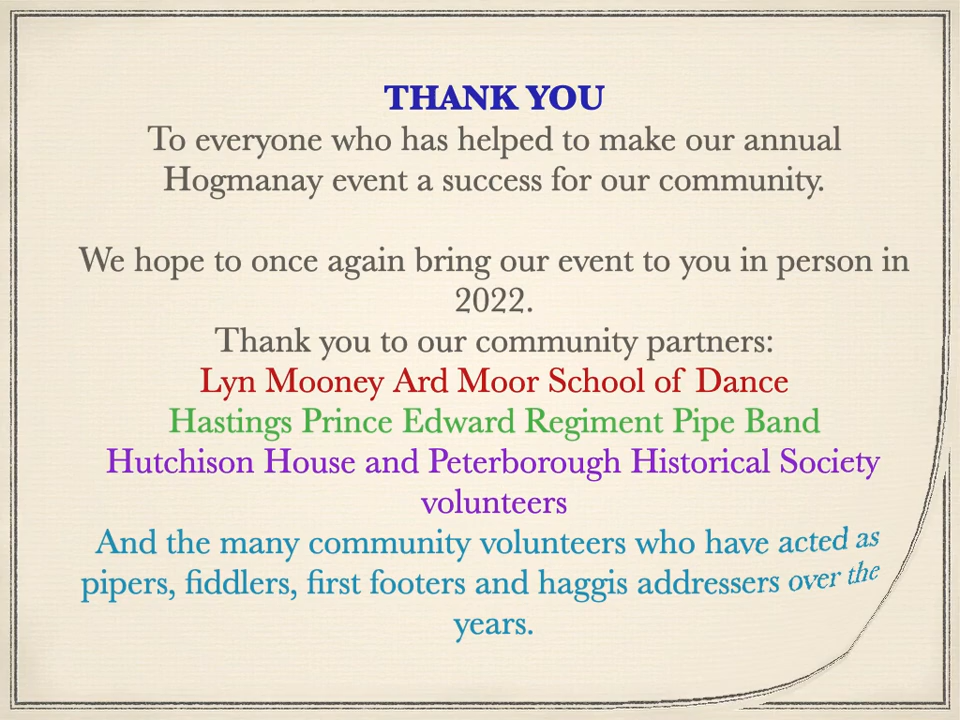 THANK YOU
To everyone who has helped to make our annual
Hogmanay event a success for our community.
We hope to once again bring our event to you in person in
2022.
Thank you to our community partners:
Lyn Mooney Ard Moor School of Dance
Hastings Prince Edward Regiment Pipe Band
Hutchison House and Peterborough Historical Society
volunteers
And the many community volunteers who have acted as
pipers, fiddlers, first footers and haggis addressers over the
years.